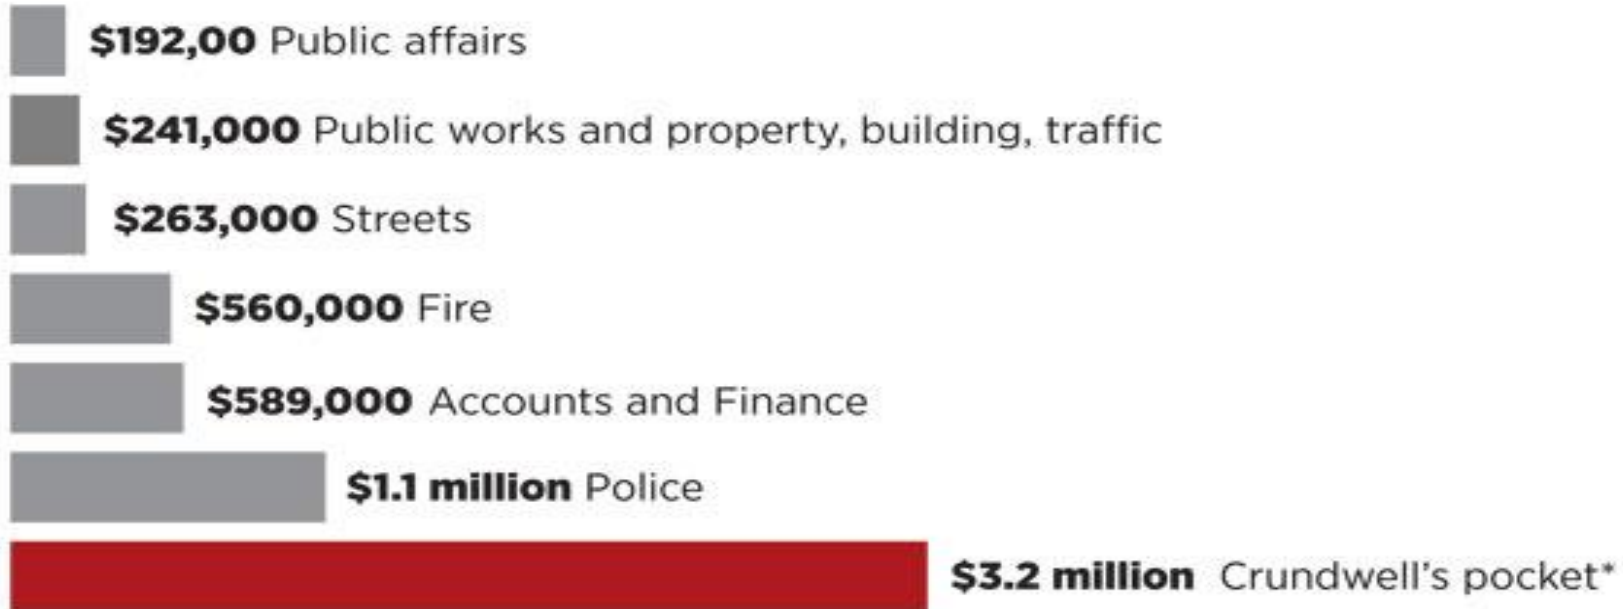 $192,00 Public affairs
$241,000 Public works and property, building, traffic
$263,000 Streets
$560,000 Fire
$589,000 Accounts and Finance
$1.1 million Police
$3.2 million Crundwell's pocket*